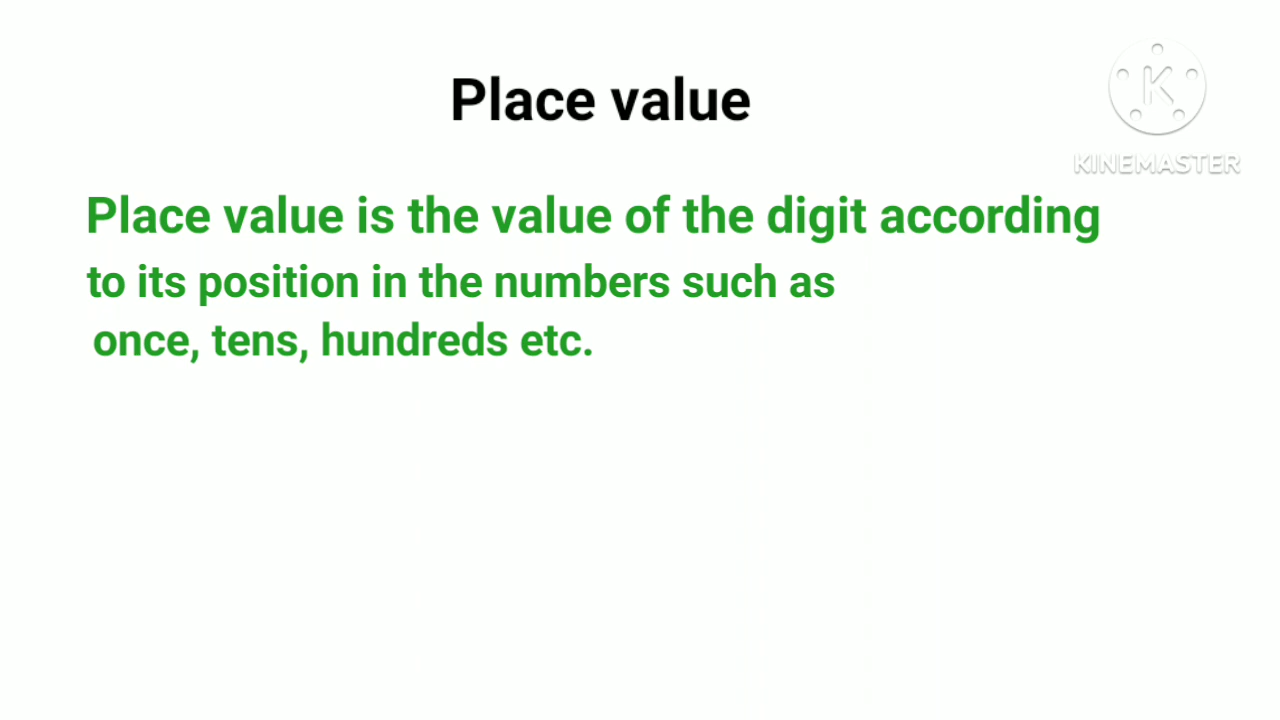 Place value
K
KINEMASTER
Place value is the value of the digit according
to its position in the numbers such as
once, tens, hundreds etc.